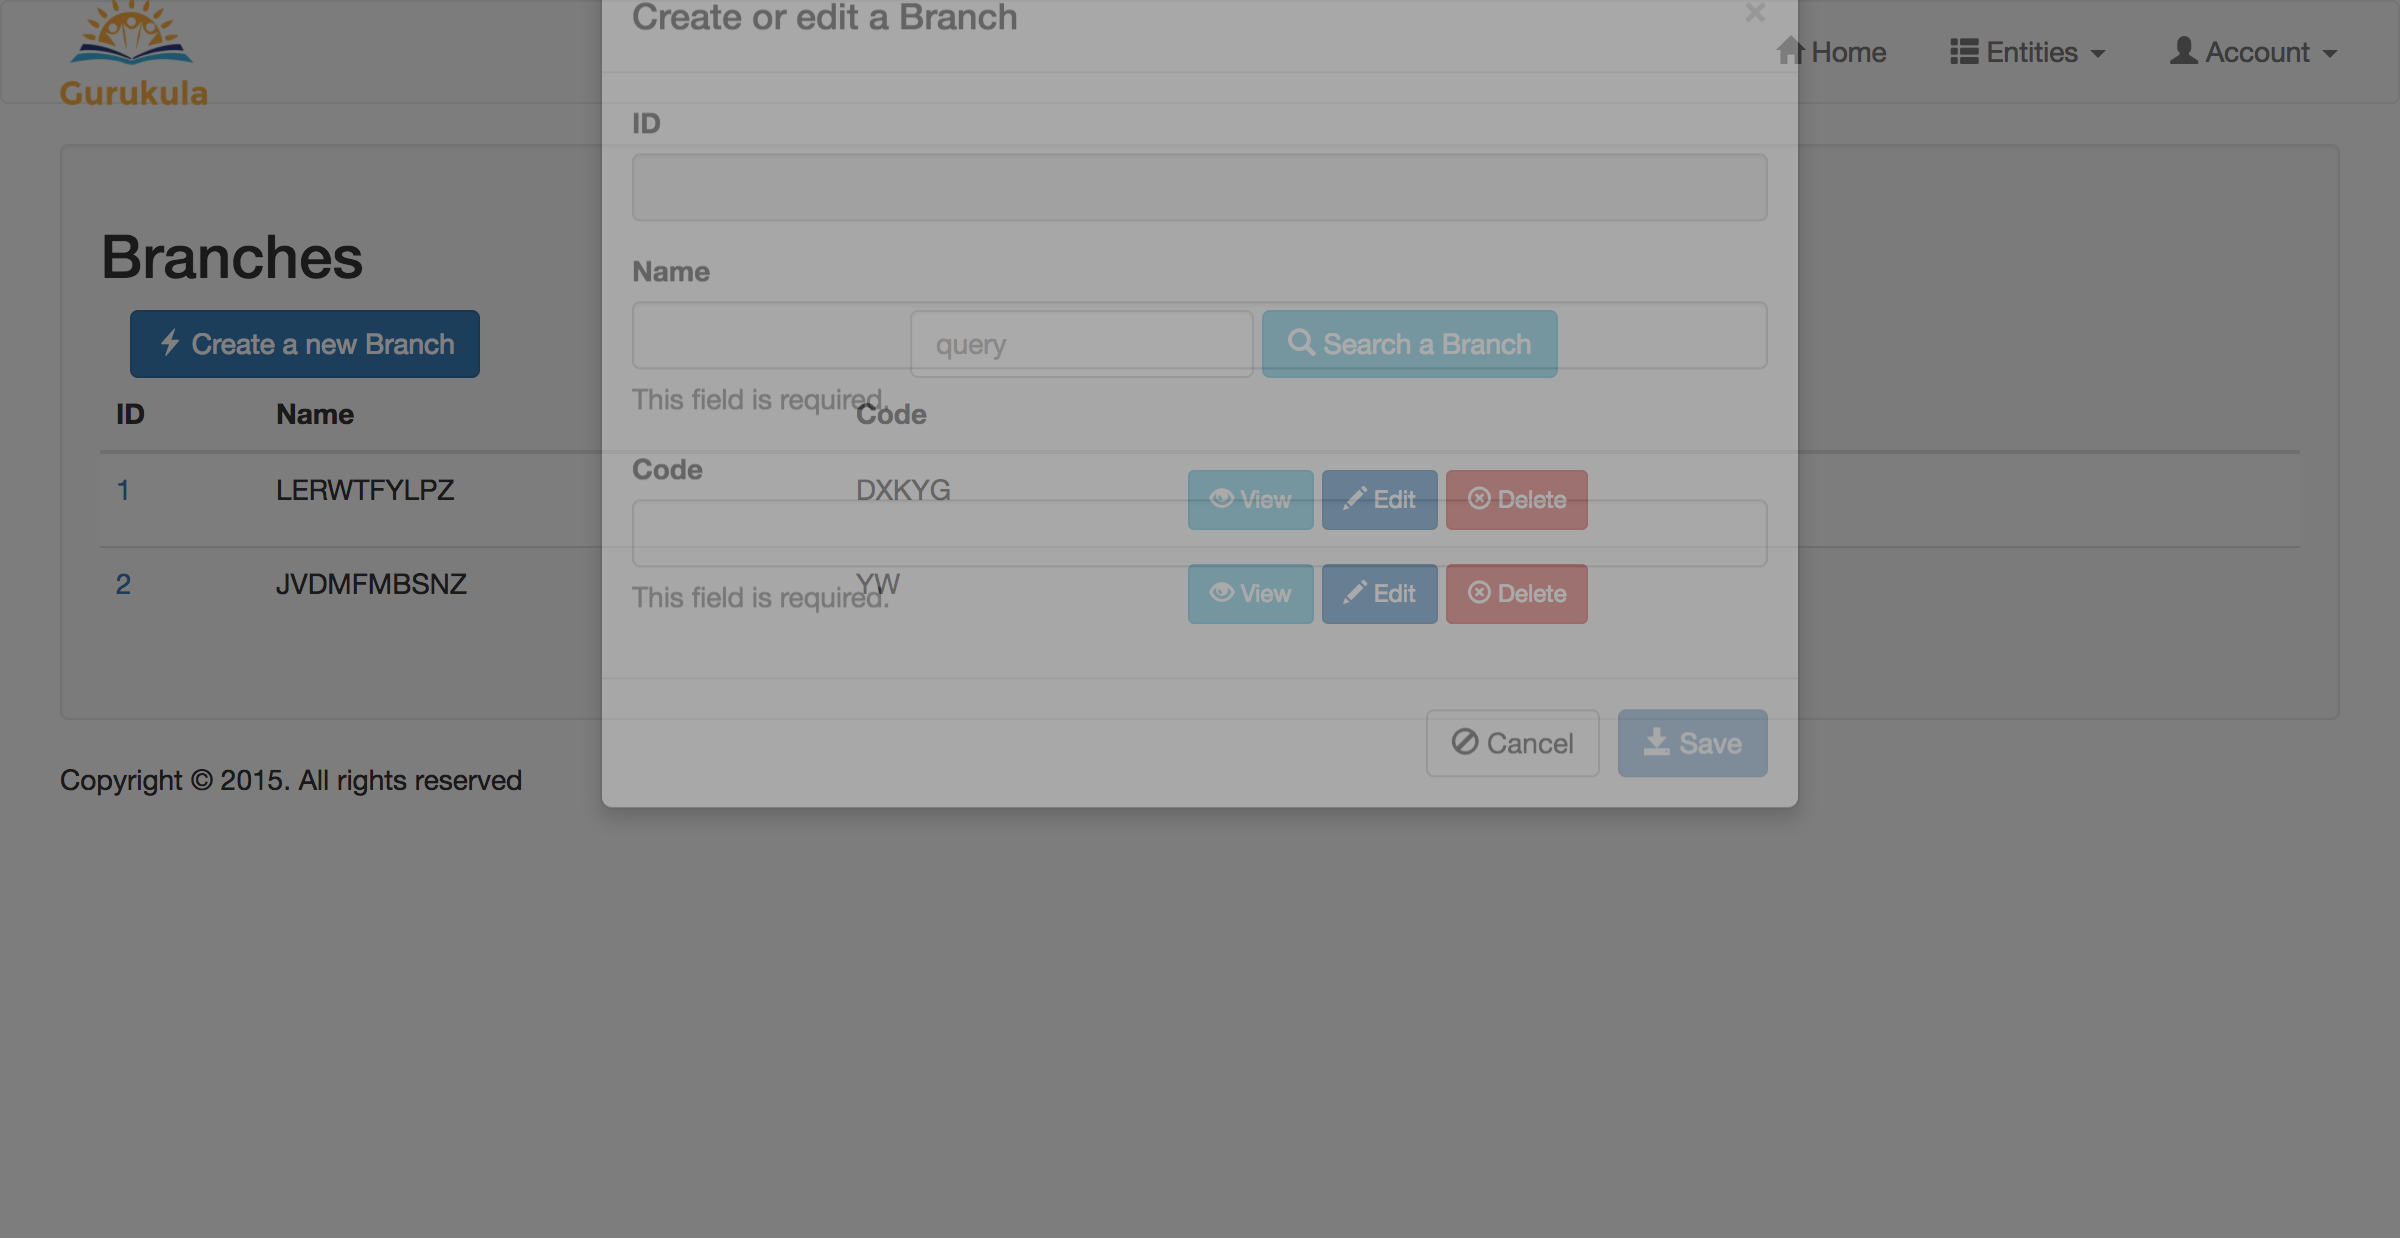 Create or edit a Branch ×
Gurukula
Home Entities Account
ID
Branches
Name
Create a new Branch query Search a Branch
This field is required.
ID Name Code
Code
1 LERWTFYLPZ DXKYG View Edit Delete
2 JVDMFMBSNZ YW View Edit Delete
This field is required.
Cancel Save
Copyright © 2015. All rights reserved